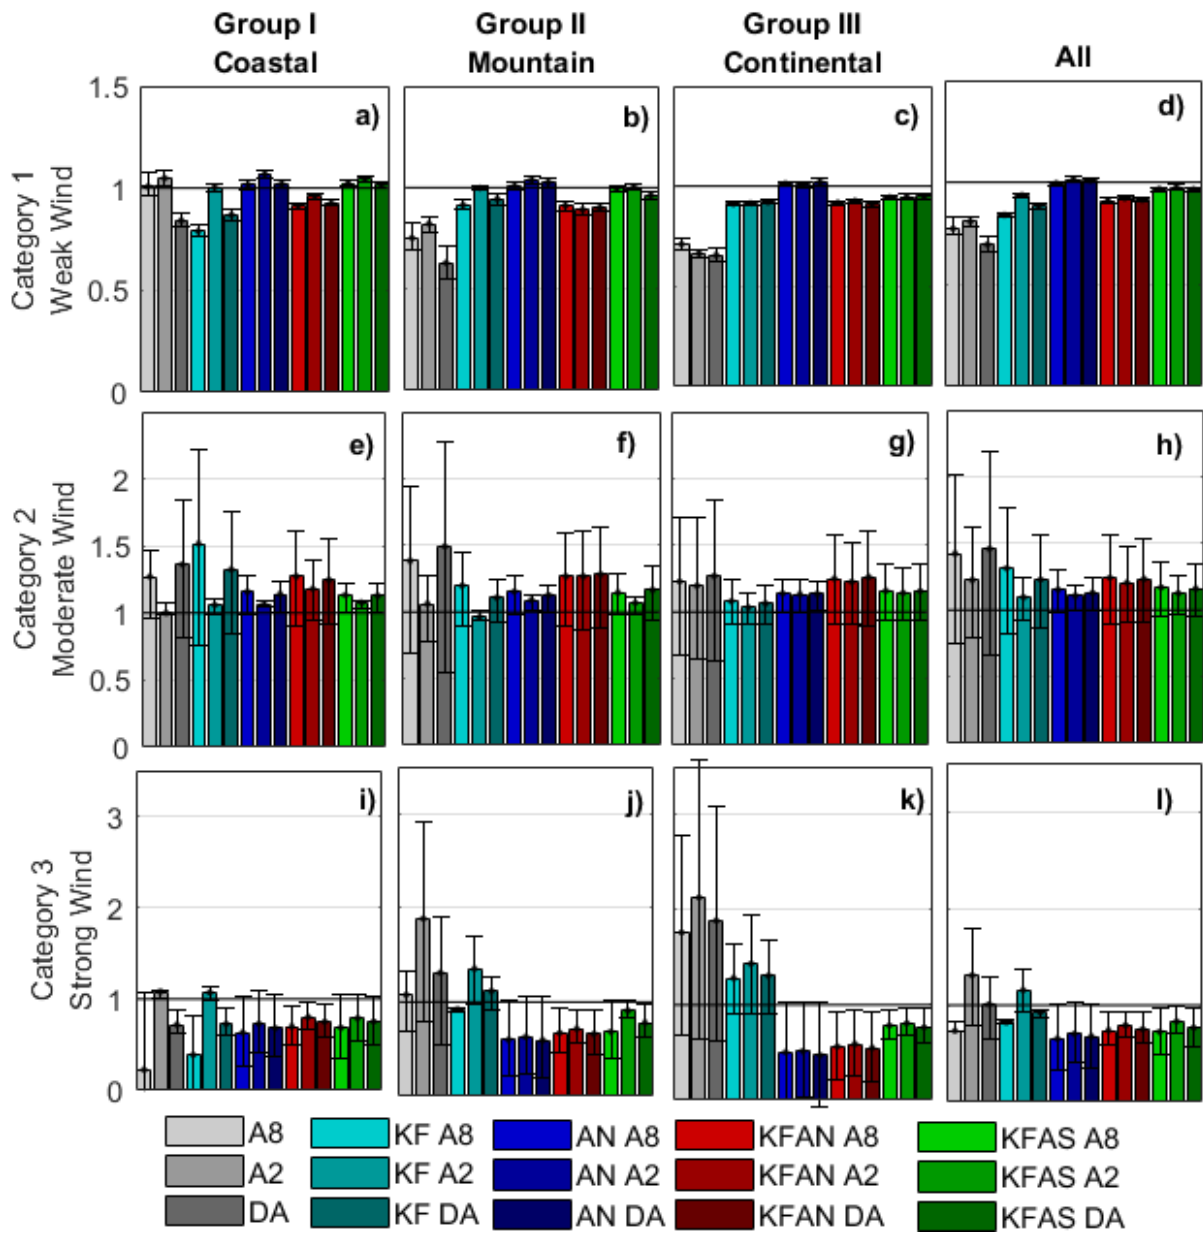 Group I
Coastal
Group II
Mountain
Group III
Continental
All
Category 1
Weak Wind
1.5
1
0.5
0
a)
b)
c)
d)
Category 2
Moderate Wind
2
1.5
1
0.5
0
e)
f)
g)
h)
Category 3
Strong Wind
3
2
1
0
i)
j)
k)
l)
A8
KF A8
AN A8
KFAN A8
KFAS A8
A2
KF A2
AN A2
KFAN A2
KFAS A2
DA
KF DA
AN DA
KFAN DA
KFAS DA